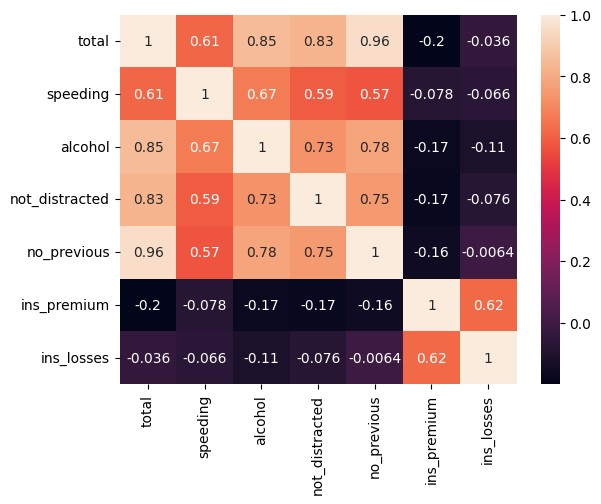 total 1 0.61 0.85 0.83 0.96 -0.2 -0.036
speeding 0.61 1 0.67 0.59 0.57 -0.078 -0.066
alcohol 0.85 0.67 1 0.73 0.78 -0.17 -0.11
not_distracted 0.83 0.59 0.73 1 0.75 -0.17 -0.076
no_previous 0.96 0.57 0.78 0.75 1 -0.16 -0.0064
ins_premium -0.2 -0.078 -0.17 -0.17 -0.16 1 0.62
ins_losses -0.036 -0.066 -0.11 -0.076 -0.0064 0.62 1
total
speeding
alcohol
not_distracted
no_previous
ins_premium
ins_losses
1.0
0.8
0.6
0.4
0.2
0.0